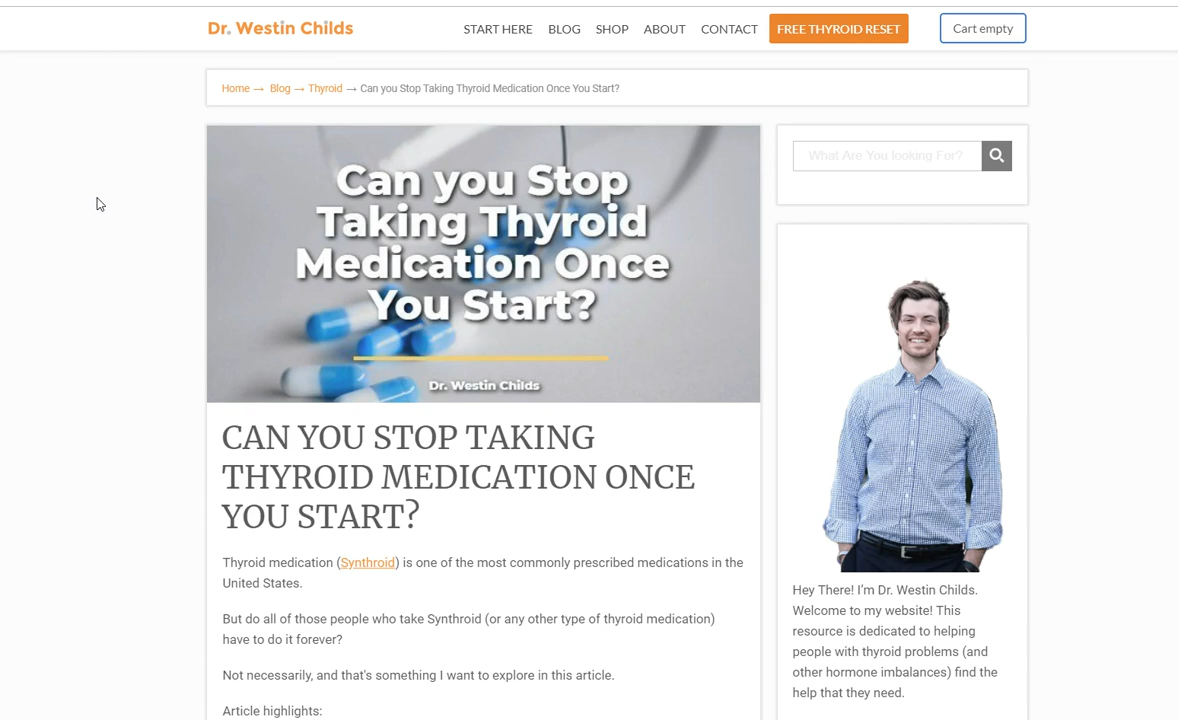 Dr. Westin Childs
START HERE BLOG SHOP ABOUT CONTACT FREE THYROID RESET Cart empty
Home → Blog → Thyroid → Can you Stop Taking Thyroid Medication Once You Start?
Can you Stop
Taking Thyroid
Medication Once
You Start?
Dr. Westin Childs
CAN YOU STOP TAKING
THYROID MEDICATION ONCE
YOU START?
Thyroid medication (Synthroid) is one of the most commonly prescribed medications in the
United States.
But do all of those people who take Synthroid (or any other type of thyroid medication)
have to do it forever?
Not necessarily, and that's something I want to explore in this article.
Article highlights:
What Are You looking For?
Hey There! I'm Dr. Westin Childs.
Welcome to my website! This
resource is dedicated to helping
people with thyroid problems (and
other hormone imbalances) find the
help that they need.